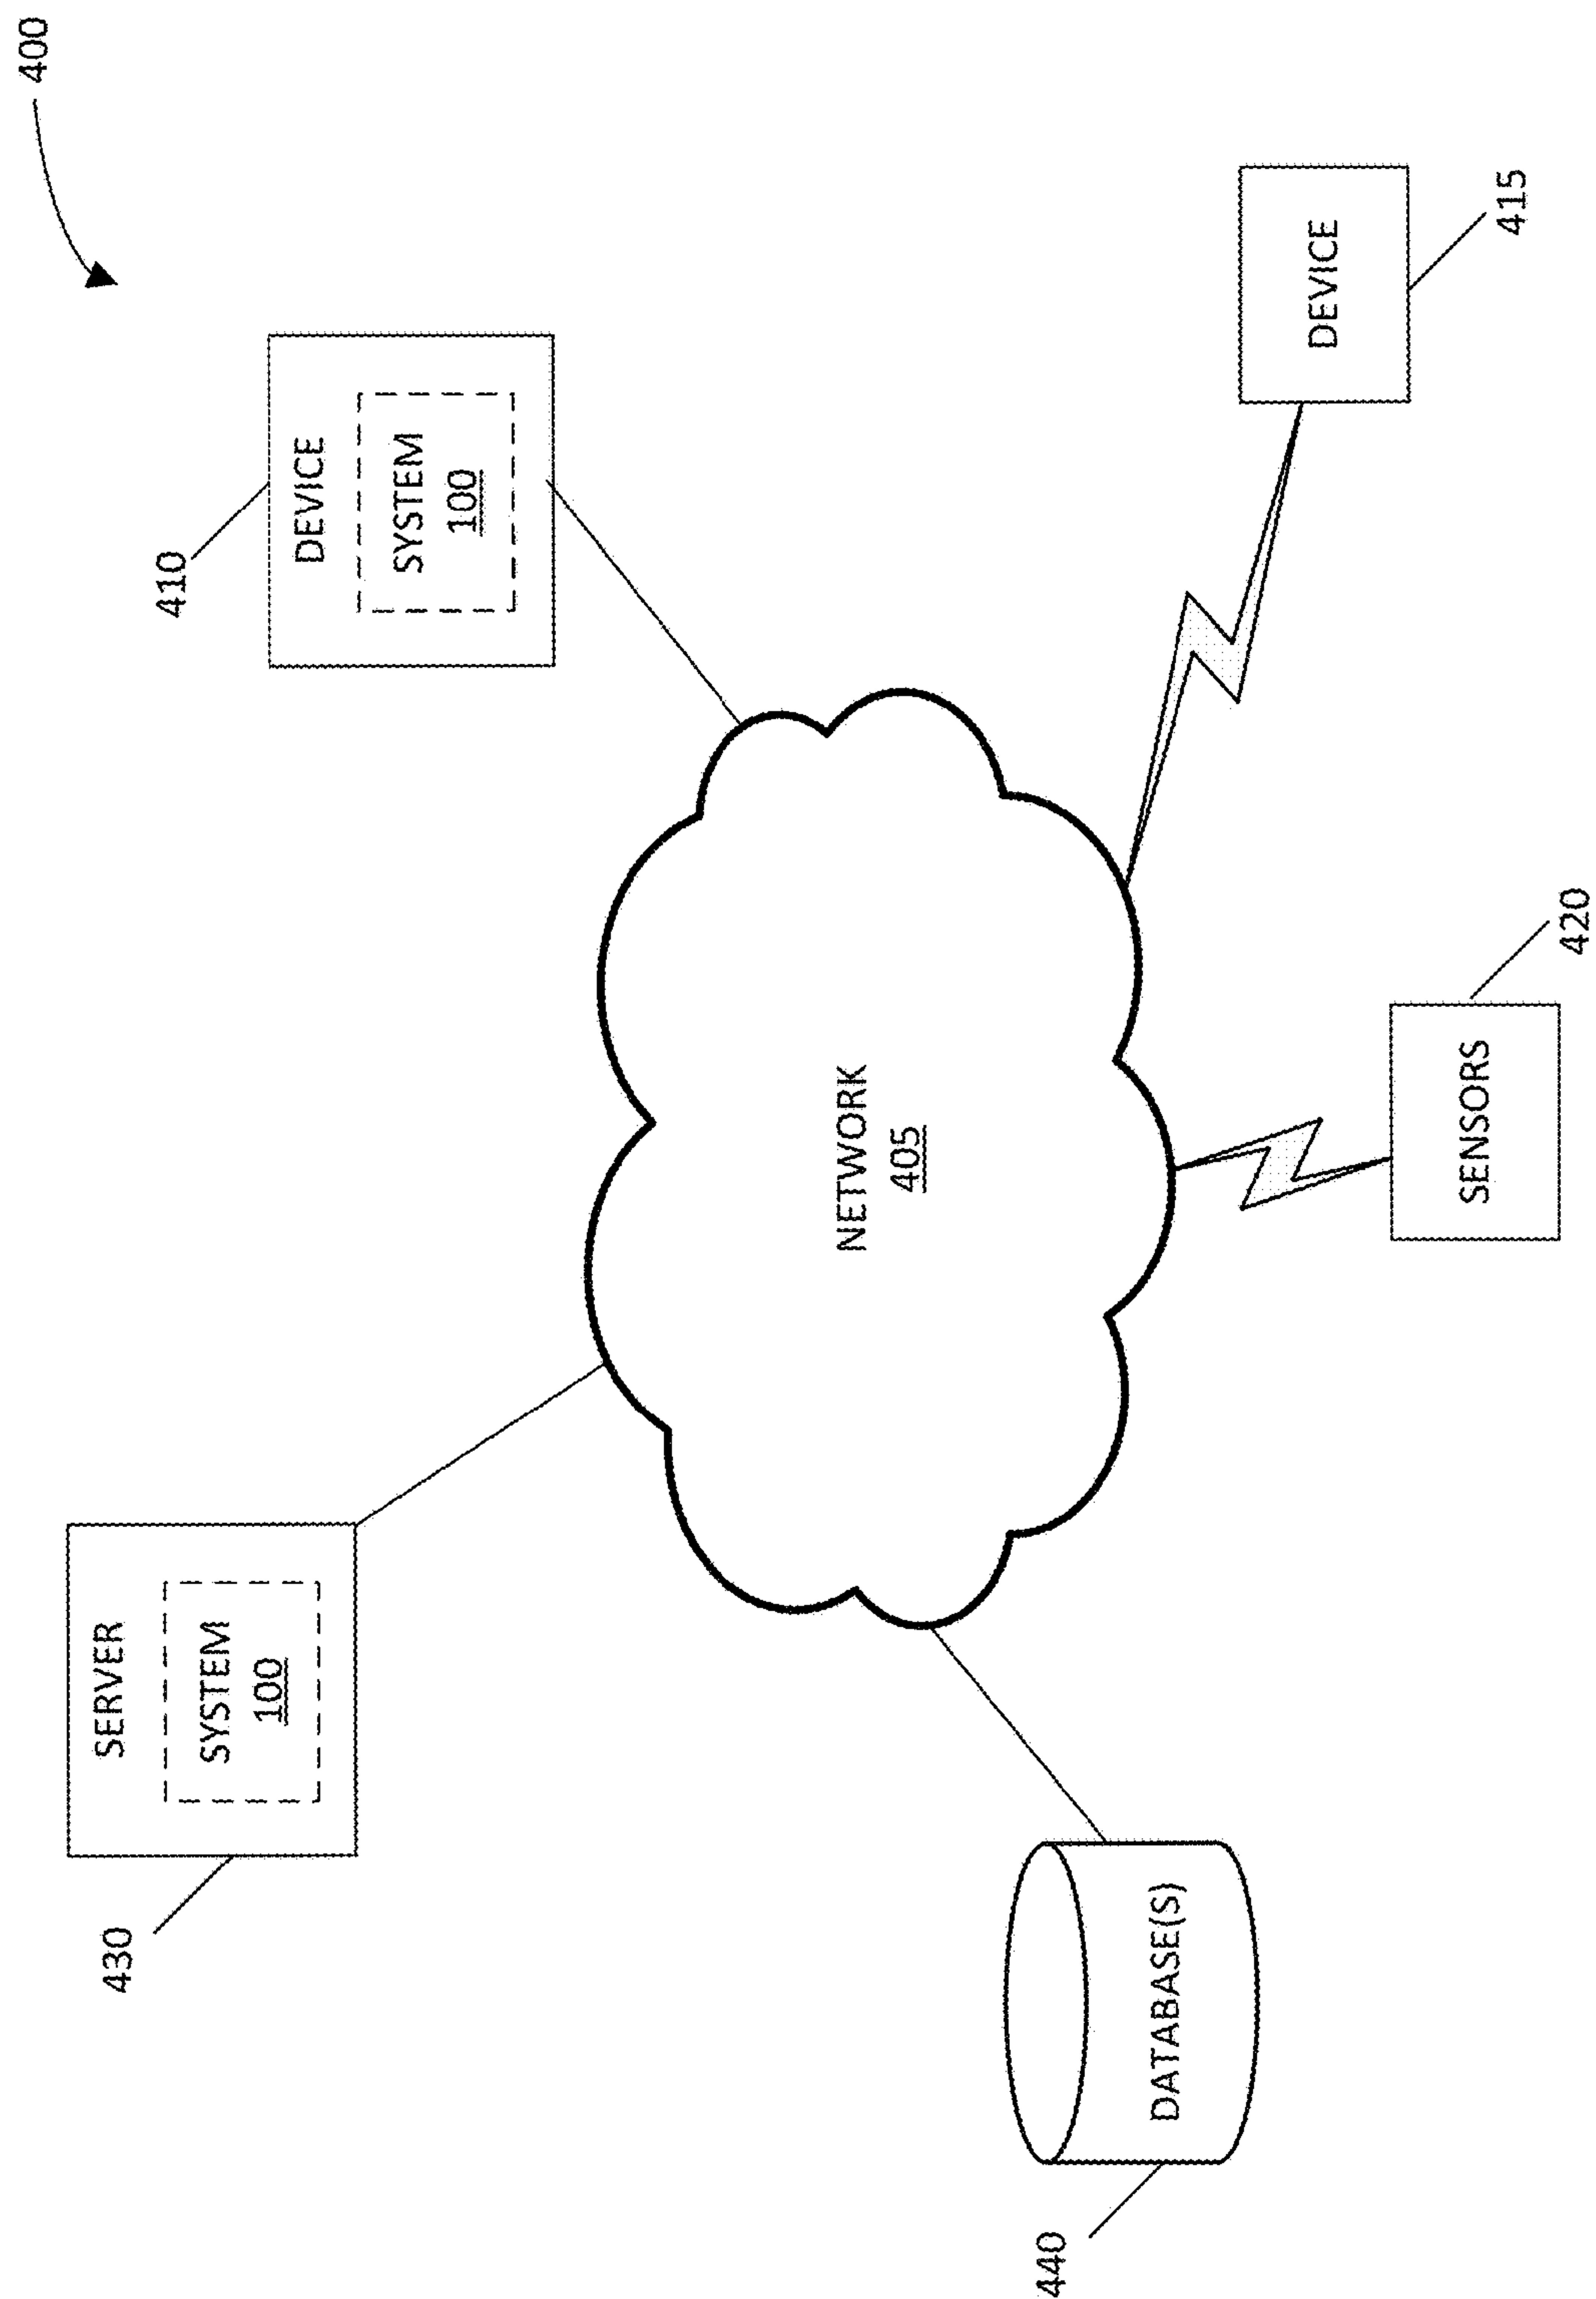 400
430
SERVER
SYSTEM
100
410
DEVICE
SYSTEM
100
NETWORK
405
440
DATABASE(S)
SENSORS
420
DEVICE
415